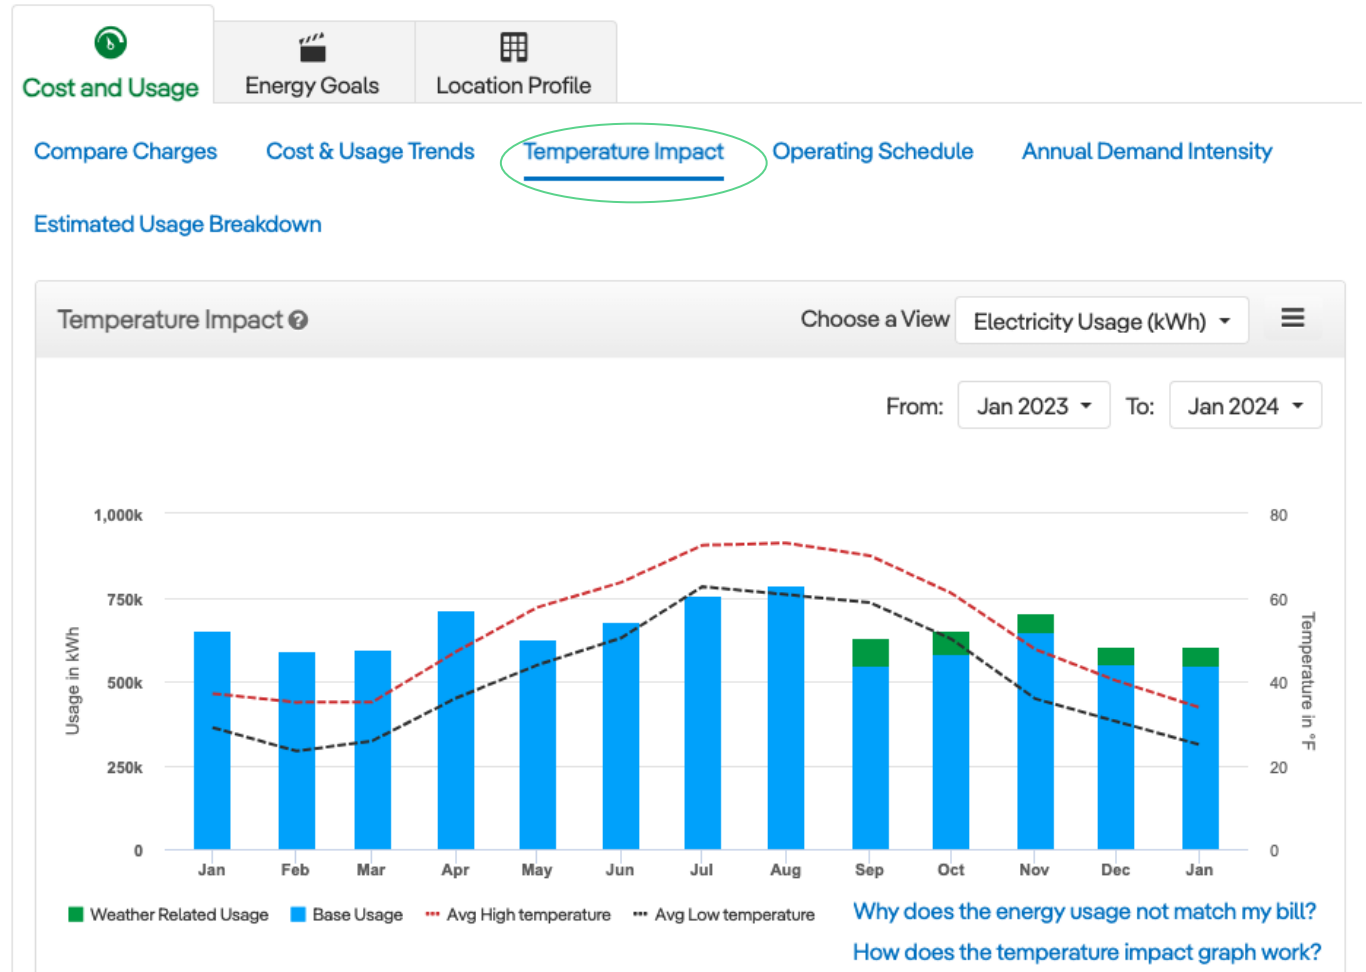 Cost and Usage
Energy Goals
Location Profile
Compare Charges
Cost & Usage Trends
Temperature Impact
Operating Schedule
Annual Demand Intensity
Estimated Usage Breakdown
Temperature Impact ?
Choose a View
Electricity Usage (kWh)
From:
Jan 2023
To:
Jan 2024
1,000k
750k
500k
250k
0
Usage in kWh
80
60
40
20
0
Temperature in °F
Jan
Feb
Mar
Apr
May
Jun
Jul
Aug
Sep
Oct
Nov
Dec
Jan
Weather Related Usage
Base Usage
Avg High temperature
Avg Low temperature
Why does the energy usage not match my bill?
How does the temperature impact graph work?